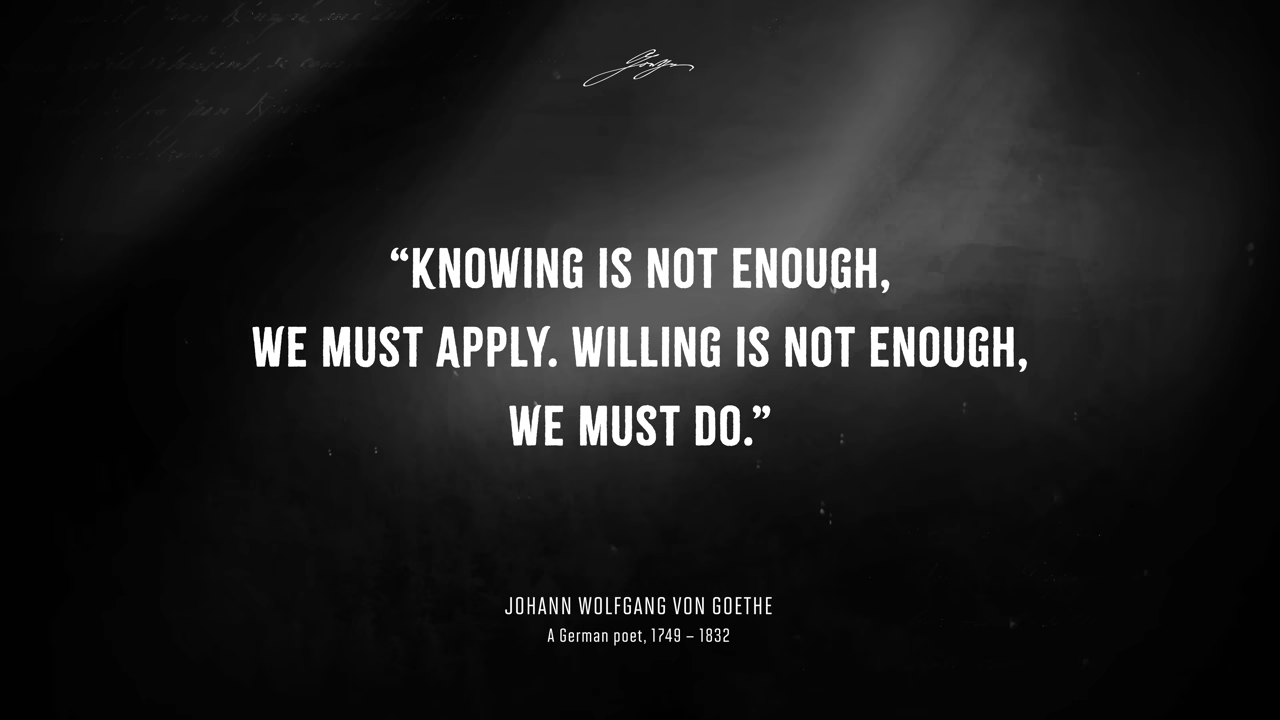 “KNOWING IS NOT ENOUGH,
WE MUST APPLY. WILLING IS NOT ENOUGH,
WE MUST DO.”
JOHANN WOLFGANG VON GOETHE
A German poet, 1749 – 1832